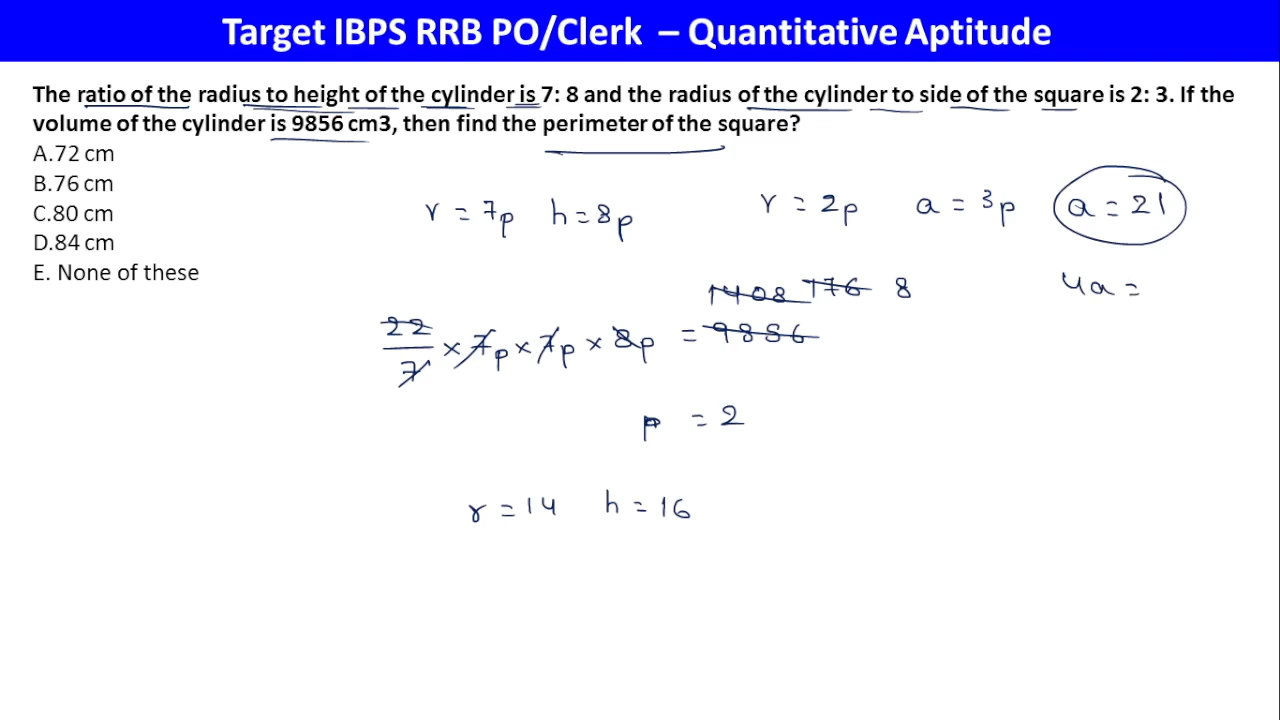 Target IBPS RRB PO/Clerk – Quantitative Aptitude
The ratio of the radius to height of the cylinder is 7: 8 and the radius of the cylinder to side of the square is 2: 3. If the
volume of the cylinder is 9856 cm3, then find the perimeter of the square?
A.72 cm
B.76 cm
C.80 cm
D.84 cm
E. None of these
r = 7p h = 8p r = 2p a = 3p a = 21
1408 176 8 4a =
22/7 × 7p × 7p × 8p = 9856
p = 2
r = 14 h = 16